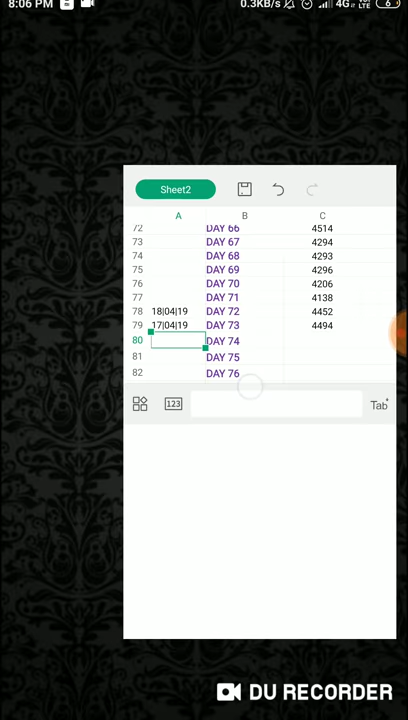 8:06 PM 0.3KB/s 4G LTE 6
Sheet2
A B C
72 DAY 66 4514
73 DAY 67 4294
74 DAY 68 4293
75 DAY 69 4296
76 DAY 70 4206
77 DAY 71 4138
78 18|04|19 DAY 72 4452
79 17|04|19 DAY 73 4494
80 DAY 74
81 DAY 75
82 DAY 76
123 Tab
DU RECORDER